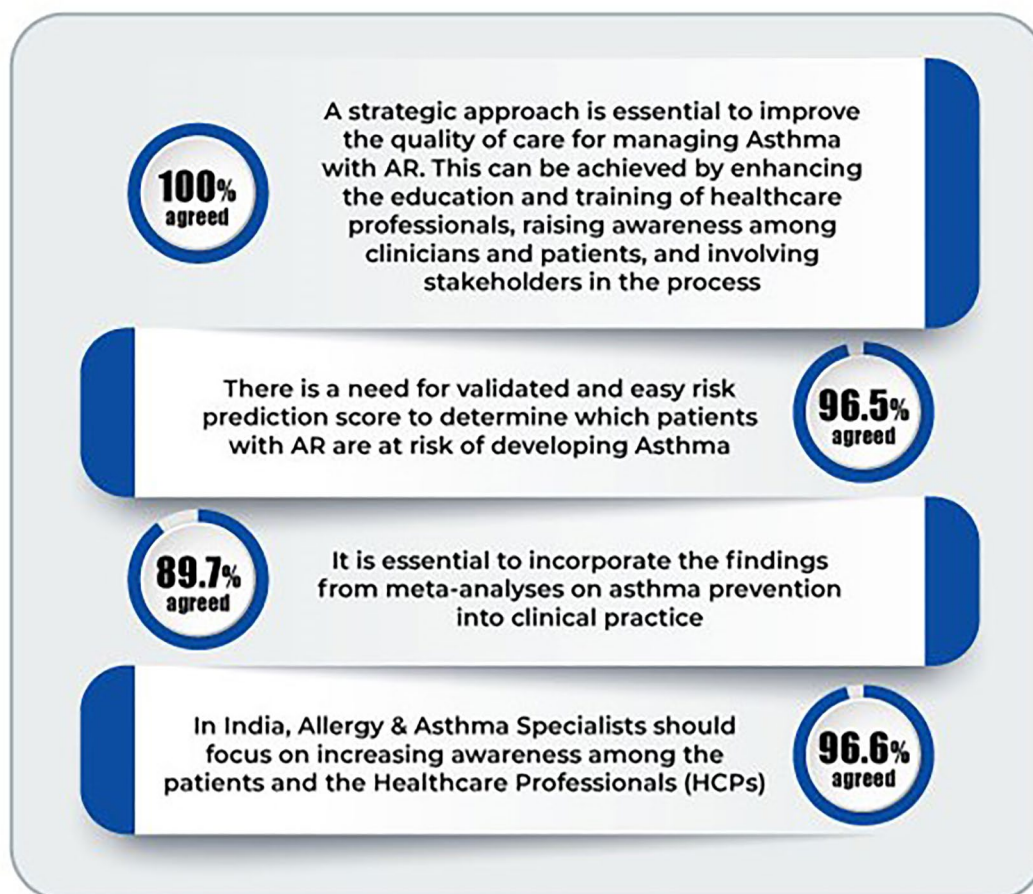 100%
agreed
A strategic approach is essential to improve
the quality of care for managing Asthma
with AR. This can be achieved by enhancing
the education and training of healthcare
professionals, raising awareness among
clinicians and patients, and involving
stakeholders in the process
There is a need for validated and easy risk
prediction score to determine which patients
with AR are at risk of developing Asthma
96.5%
agreed
89.7%
agreed
It is essential to incorporate the findings
from meta-analyses on asthma prevention
into clinical practice
In India, Allergy & Asthma Specialists should
focus on increasing awareness among the
patients and the Healthcare Professionals (HCPs)
96.6%
agreed